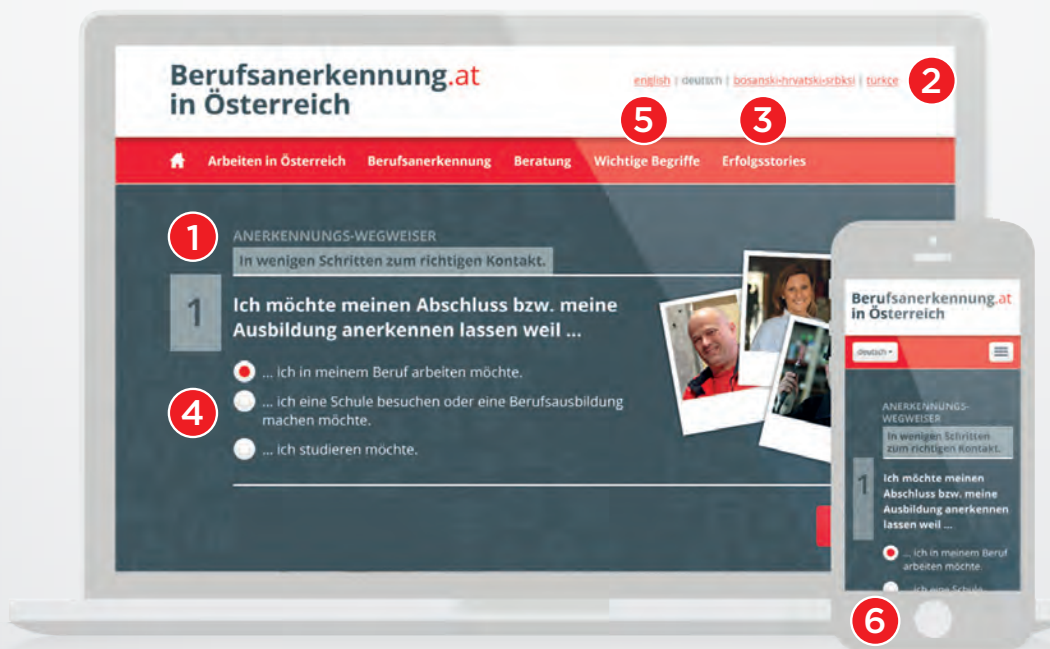 Berufsanerkennung.at
in Österreich
english | deutsch | bosanski-hrvatski-srbksi | türkçe
2
5
3
Arbeiten in Österreich Berufsanerkennung Beratung Wichtige Begriffe Erfolgsstories
1
ANERKENNUNGS-WEGWEISER
In wenigen Schritten zum richtigen Kontakt.
1
Ich möchte meinen Abschluss bzw. meine
Ausbildung anerkennen lassen weil ...
... ich in meinem Beruf arbeiten möchte.
4
... ich eine Schule besuchen oder eine Berufsausbildung
machen möchte.
... ich studieren möchte.
Berufsanerkennung.at
in Österreich
deutsch
ANERKENNUNGS-
WEGWEISER
In wenigen Schritten
zum richtigen Kontakt.
1
Ich möchte meinen
Abschluss bzw. meine
Ausbildung anerkennen
lassen weil ...
... ich in meinem Beruf
arbeiten möchte.
... ich eine Schule
6